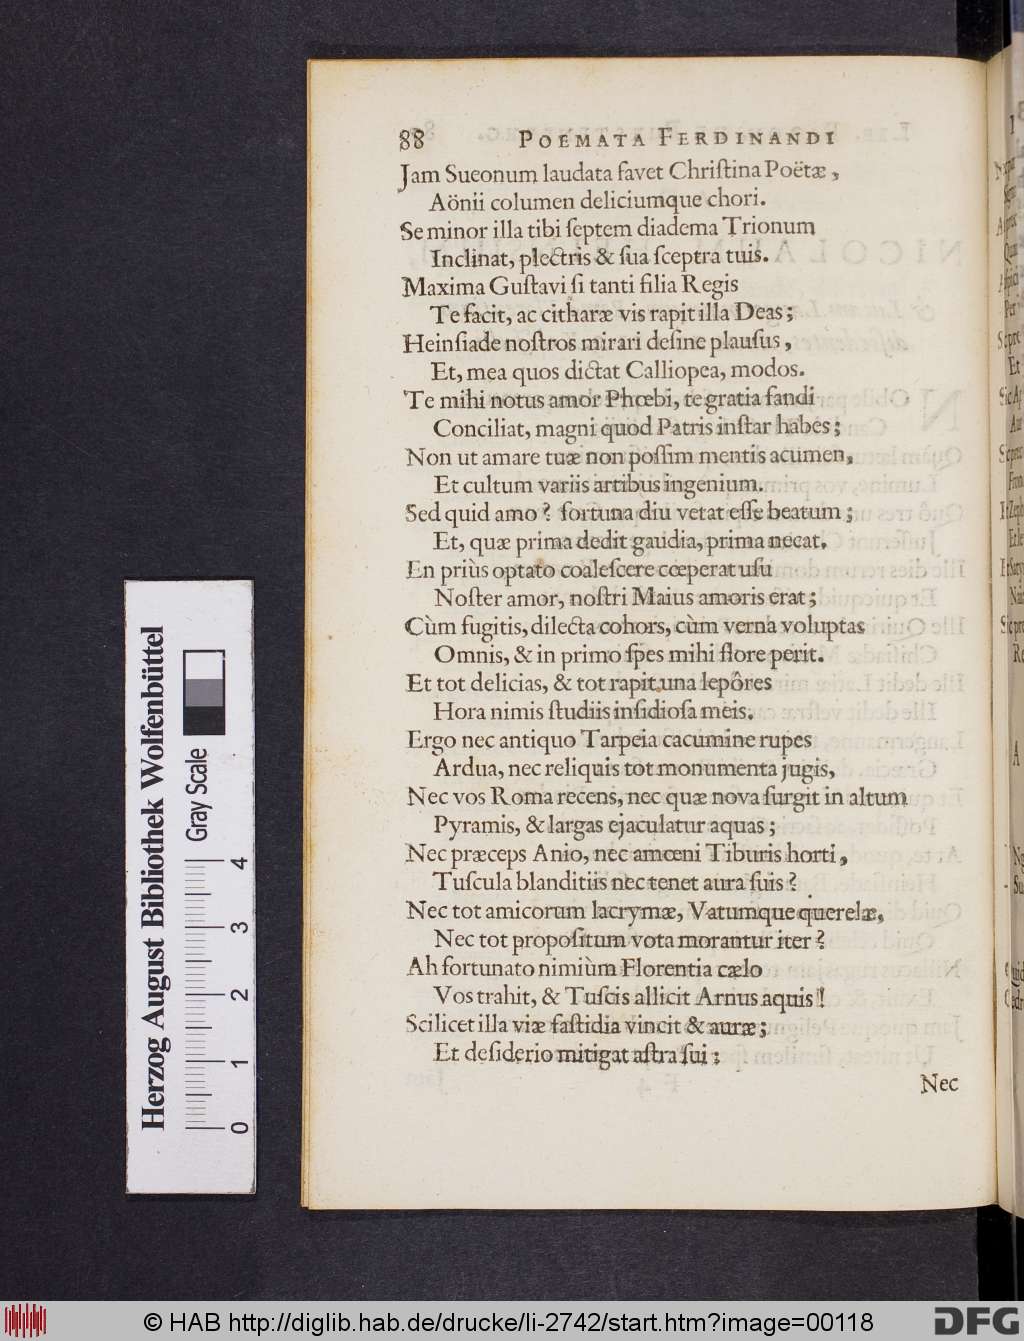 88 POEMATA FERDINANDI
Jam Sueonum laudata favet Chriſtina Poëtæ,
Aönii columen deliciumque chori.
Se minor illa tibi ſeptem diadema Trionum
Inclinat, plectris & ſua ſceptra tuis.
Maxima Guſtavi ſi tanti filia Regis
Te facit, ac citharæ vis rapit illa Deas;
Heinſiade noſtros mirari deſine plauſus,
Et, mea quos dictat Calliopea, modos.
Te mihi notus amor Phœbi, te gratia fandi
Conciliat, magni quod Patris inſtar habes;
Non ut amare tuæ non poſſim mentis acumen,
Et cultum variis artibus ingenium.
Sed quid amo? fortuna diu vetat eſſe beatum;
Et, quæ prima dedit gaudia, prima necat.
En priùs optato coaleſcere cœperat uſu
Noſter amor, noſtri Maius amoris erat;
Cùm fugitis, dilecta cohors, cùm verna voluptas
Omnis, & in primo ſpes mihi flore perit.
Et tot delicias, & tot rapit una lepôres
Hora nimis ſtudiis inſidioſa meis.
Ergo nec antiquo Tarpeia cacumine rupes
Ardua, nec reliquis tot monumenta jugis,
Nec vos Roma recens, nec quæ nova ſurgit in altum
Pyramis, & largas ejaculatur aquas;
Nec præceps Anio, nec amœni Tiburis horti,
Tuſcula blanditiis nec tenet aura ſuis?
Nec tot amicorum lacrymæ, Vatumque querelæ,
Nec tot propoſitum vota morantur iter?
Ah fortunato nimiùm Florentia cælo
Vos trahit, & Tuſcis allicit Arnus aquis!
Scilicet illa viæ faſtidia vincit & auræ;
Et deſiderio mitigat aſtra ſui:
Nec
Herzog August Bibliothek Wolfenbüttel
Gray Scale
0 1 2 3 4
© HAB http://diglib.hab.de/drucke/li-2742/start.htm?image=00118
DFG